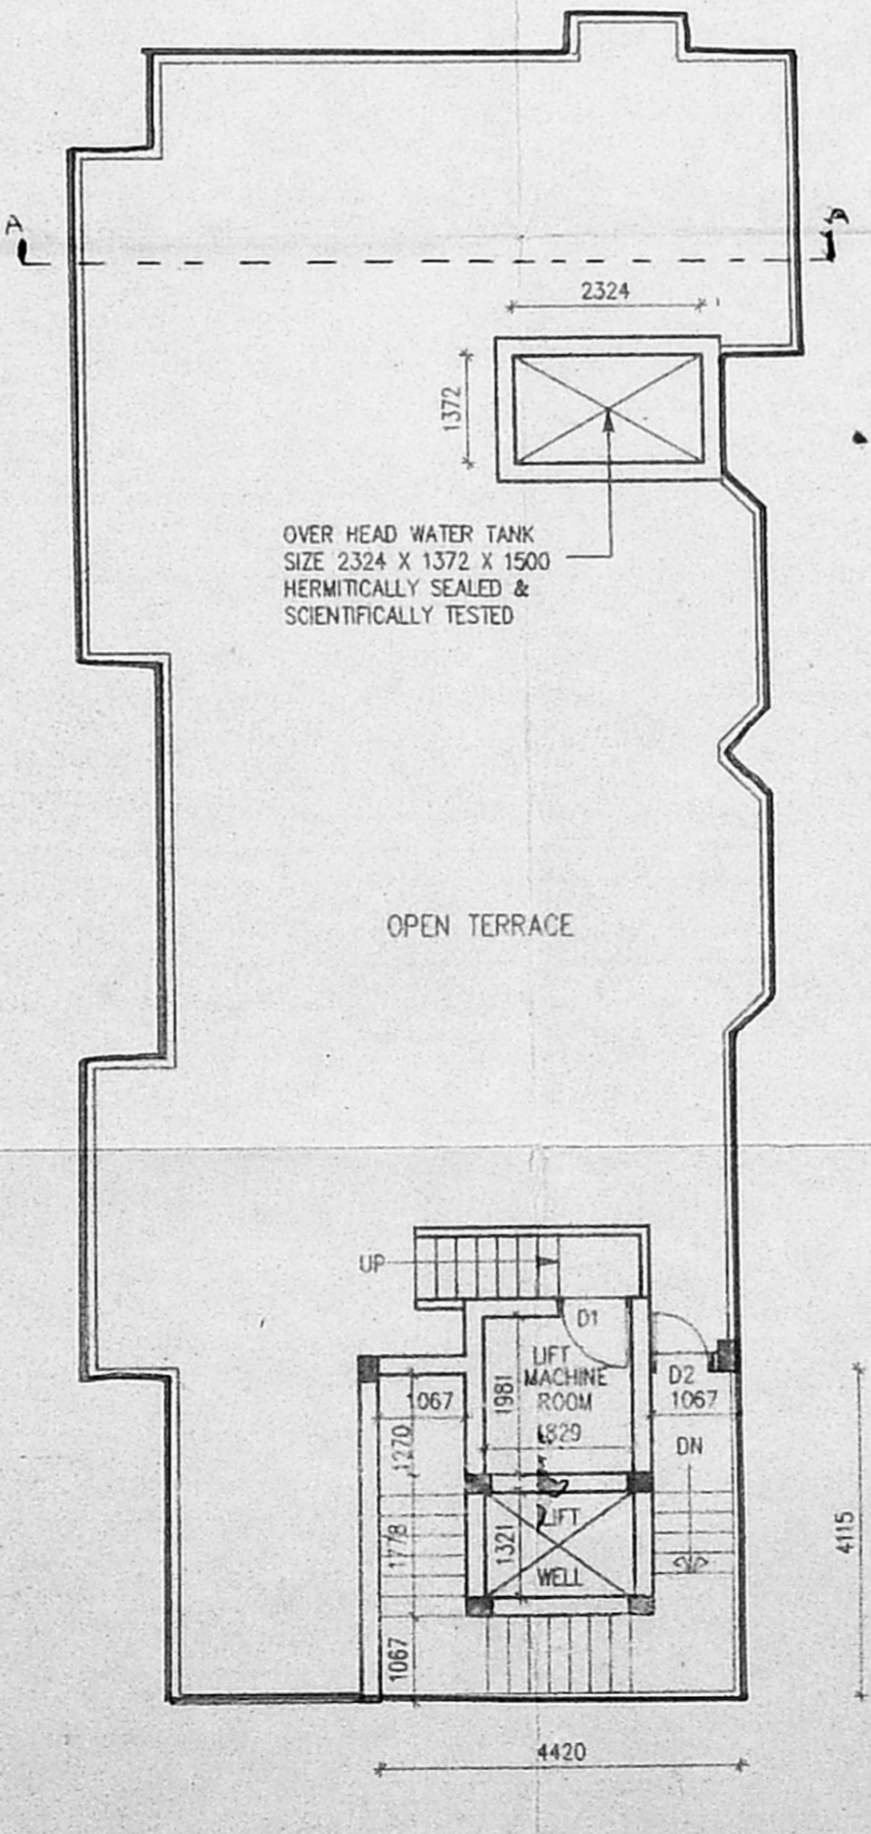 A
A
2324
1372
OVER HEAD WATER TANK
SIZE 2324 X 1372 X 1500
HERMITICALLY SEALED &
SCIENTIFICALLY TESTED
OPEN TERRACE
UP
D1
LIFT
MACHINE
ROOM
1981
1829
D2
1067
1067
1270
DN
1778
1321
LIFT
WELL
1067
4115
4420